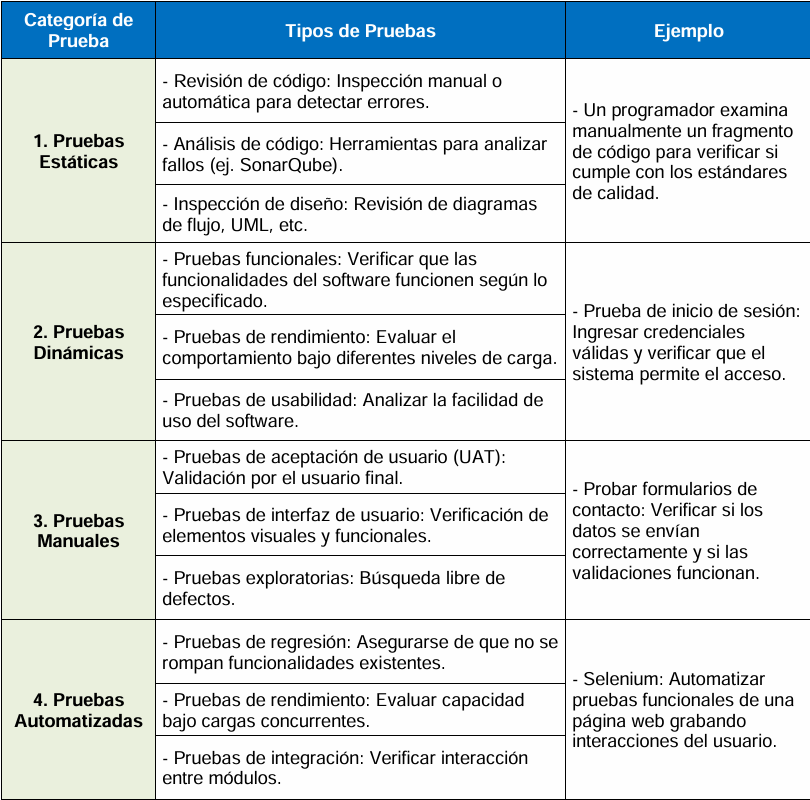 Categoría de
Prueba
Tipos de Pruebas
Ejemplo
1. Pruebas
Estáticas
- Revisión de código: Inspección manual o
automática para detectar errores.
- Análisis de código: Herramientas para analizar
fallos (ej. SonarQube).
- Inspección de diseño: Revisión de diagramas
de flujo, UML, etc.
- Un programador examina
manualmente un fragmento
de código para verificar si
cumple con los estándares
de calidad.
2. Pruebas
Dinámicas
- Pruebas funcionales: Verificar que las
funcionalidades del software funcionen según lo
especificado.
- Pruebas de rendimiento: Evaluar el
comportamiento bajo diferentes niveles de carga.
- Pruebas de usabilidad: Analizar la facilidad de
uso del software.
- Prueba de inicio de sesión:
Ingresar credenciales
válidas y verificar que el
sistema permite el acceso.
3. Pruebas
Manuales
- Pruebas de aceptación de usuario (UAT):
Validación por el usuario final.
- Pruebas de interfaz de usuario: Verificación de
elementos visuales y funcionales.
- Pruebas exploratorias: Búsqueda libre de
defectos.
- Probar formularios de
contacto: Verificar si los
datos se envían
correctamente y si las
validaciones funcionan.
4. Pruebas
Automatizadas
- Pruebas de regresión: Asegurarse de que no se
rompan funcionalidades existentes.
- Pruebas de rendimiento: Evaluar capacidad
bajo cargas concurrentes.
- Pruebas de integración: Verificar interacción
entre módulos.
- Selenium: Automatizar
pruebas funcionales de una
página web grabando
interacciones del usuario.